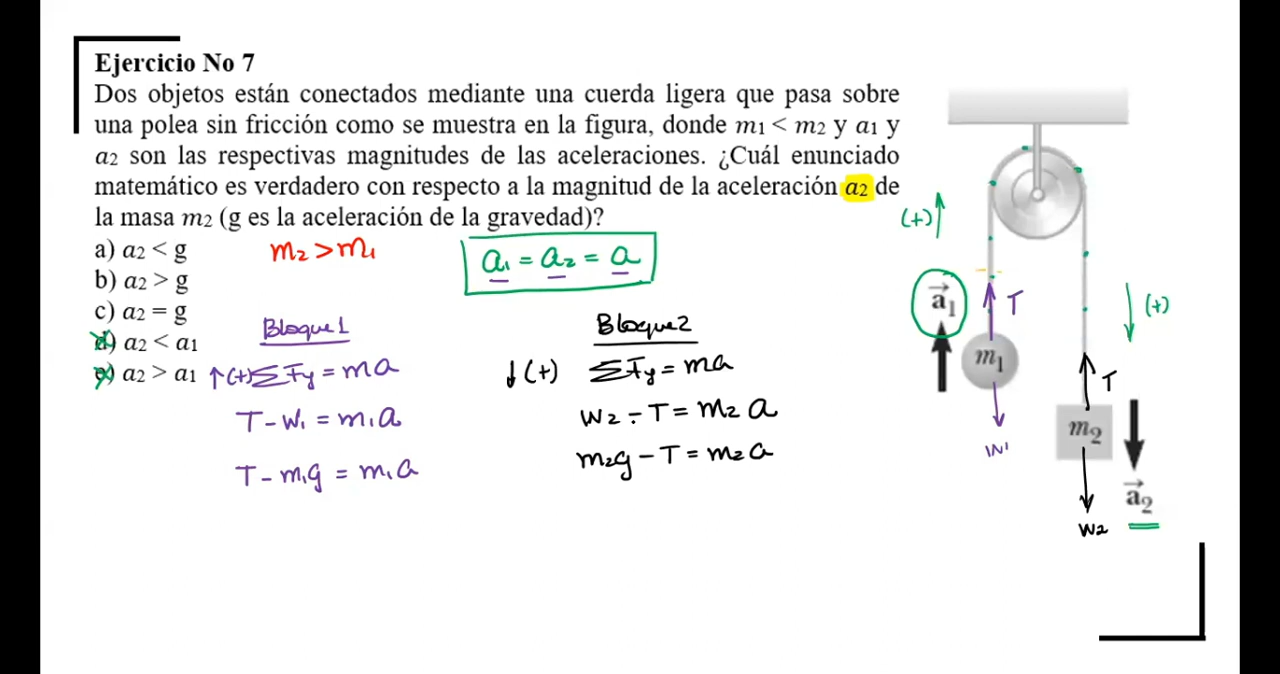 Ejercicio No 7
Dos objetos están conectados mediante una cuerda ligera que pasa sobre
una polea sin fricción como se muestra en la figura, donde m₁ < m₂ y a₁ y
a₂ son las respectivas magnitudes de las aceleraciones. ¿Cuál enunciado
matemático es verdadero con respecto a la magnitud de la aceleración a₂ de
la masa m₂ (g es la aceleración de la gravedad)?
a) a₂ < g
b) a₂ > g
c) a₂ = g
d) a₂ < a₁
e) a₂ > a₁
m₂ > m₁
a₁ = a₂ = a
Bloque 1
↑(+) ΣFy = ma
T - W₁ = m₁a
T - m₁g = m₁a
Bloque 2
↓(+) ΣFy = ma
W₂ - T = m₂a
m₂g - T = m₂a
(+)
a₁
T
m₁
W₁
(+)
T
m₂
a₂
W₂